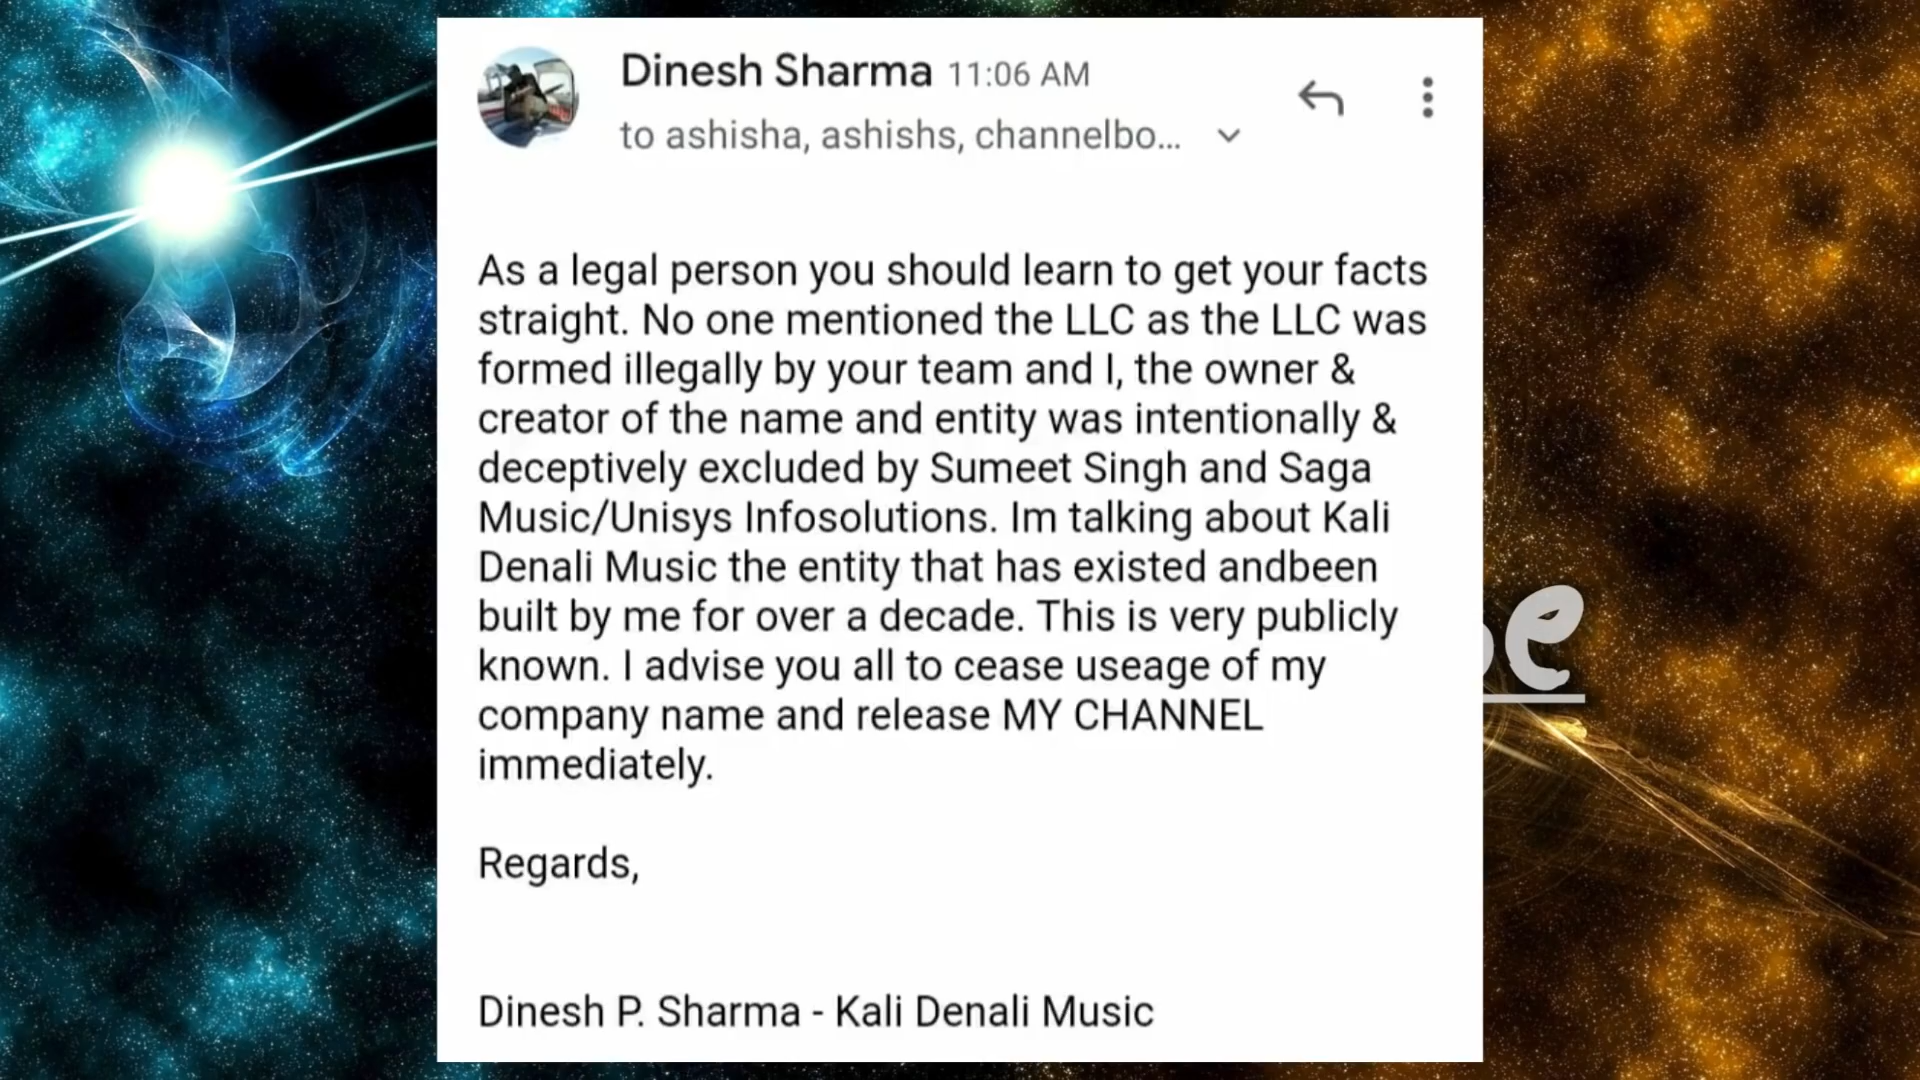 Dinesh Sharma 11:06 AM
to ashisha, ashishs, channelbo...
As a legal person you should learn to get your facts
straight. No one mentioned the LLC as the LLC was
formed illegally by your team and I, the owner &
creator of the name and entity was intentionally &
deceptively excluded by Sumeet Singh and Saga
Music/Unisys Infosolutions. Im talking about Kali
Denali Music the entity that has existed andbeen
built by me for over a decade. This is very publicly
known. I advise you all to cease useage of my
company name and release MY CHANNEL
immediately.
Regards,
Dinesh P. Sharma - Kali Denali Music